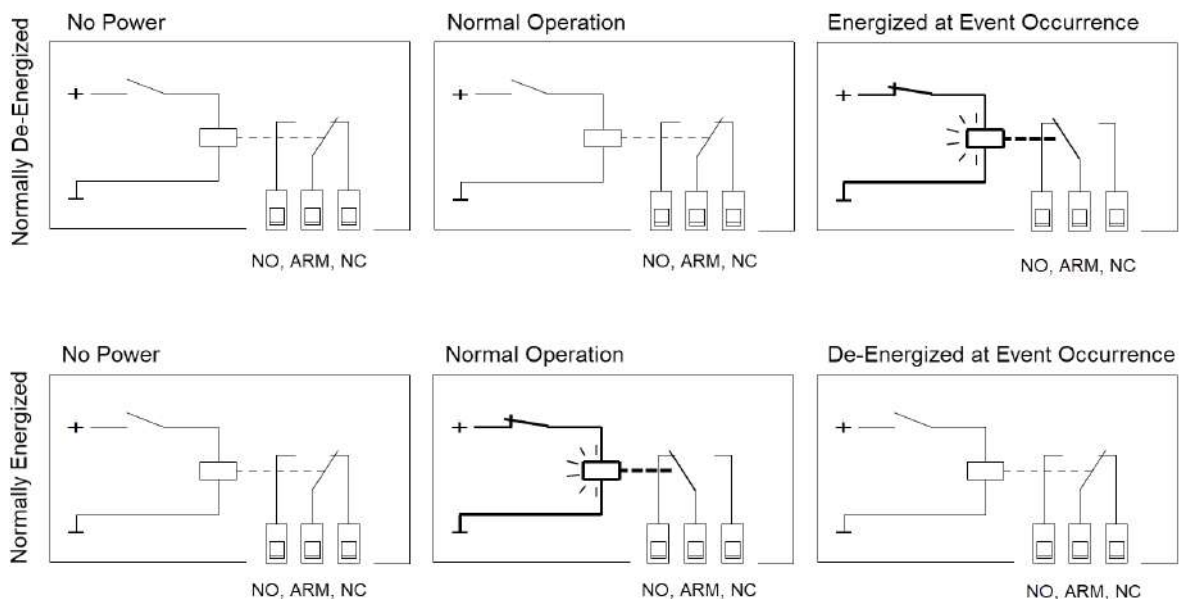 Normally De-Energized
No Power
Normal Operation
Energized at Event Occurrence
NO, ARM, NC
NO, ARM, NC
NO, ARM, NC
Normally Energized
No Power
Normal Operation
De-Energized at Event Occurrence
NO, ARM, NC
NO, ARM, NC
NO, ARM, NC